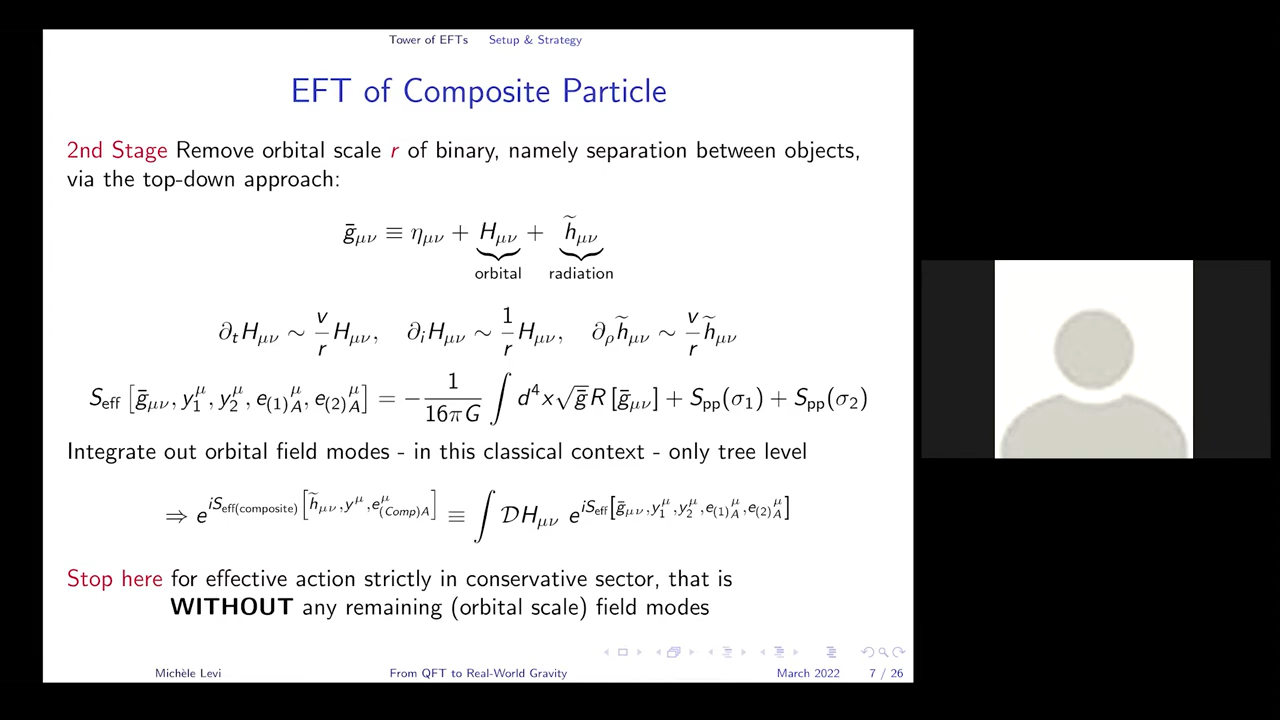 Tower of EFTs Setup & Strategy
EFT of Composite Particle
2nd Stage Remove orbital scale r of binary, namely separation between objects,
via the top-down approach:
ḡ_μν ≡ η_μν + H_μν + h̃_μν
orbital radiation
∂_t H_μν ∼ v/r H_μν, ∂_i H_μν ∼ 1/r H_μν, ∂_ρ h̃_μν ∼ v/r h̃_μν
S_eff [ḡ_μν, y_1^μ, y_2^μ, e_(1)A^μ, e_(2)A^μ] = − 1/(16πG) ∫ d⁴x √ḡ R [ḡ_μν] + S_pp(σ_1) + S_pp(σ_2)
Integrate out orbital field modes - in this classical context - only tree level
⇒ e^{iS_eff(composite)[h̃_μν, y^μ, e_(Comp)A^μ]} ≡ ∫ 𝒟H_μν e^{iS_eff[ḡ_μν, y_1^μ, y_2^μ, e_(1)A^μ, e_(2)A^μ]}
Stop here for effective action strictly in conservative sector, that is
WITHOUT any remaining (orbital scale) field modes
Michèle Levi From QFT to Real-World Gravity March 2022 7 / 26